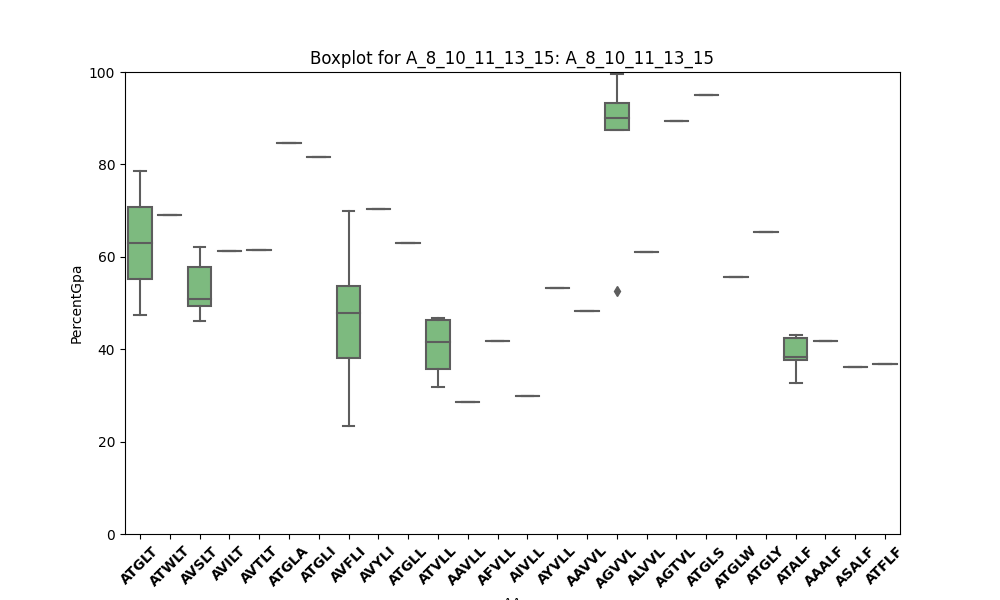 Boxplot for A_8_10_11_13_15: A_8_10_11_13_15
PercentGpa
100
80
60
40
20
0
ATGLT
ATWLT
AVSLT
AVILT
AVTLT
ATGLA
ATGLI
AVFLI
AVYLI
ATGLL
ATVLL
AAVLL
AFVLL
AIVLL
AYVLL
AAVVL
AGVVL
ALVVL
AGTVL
ATGLS
ATGLW
ATGLY
ATALF
AAALF
ASALF
ATFLF